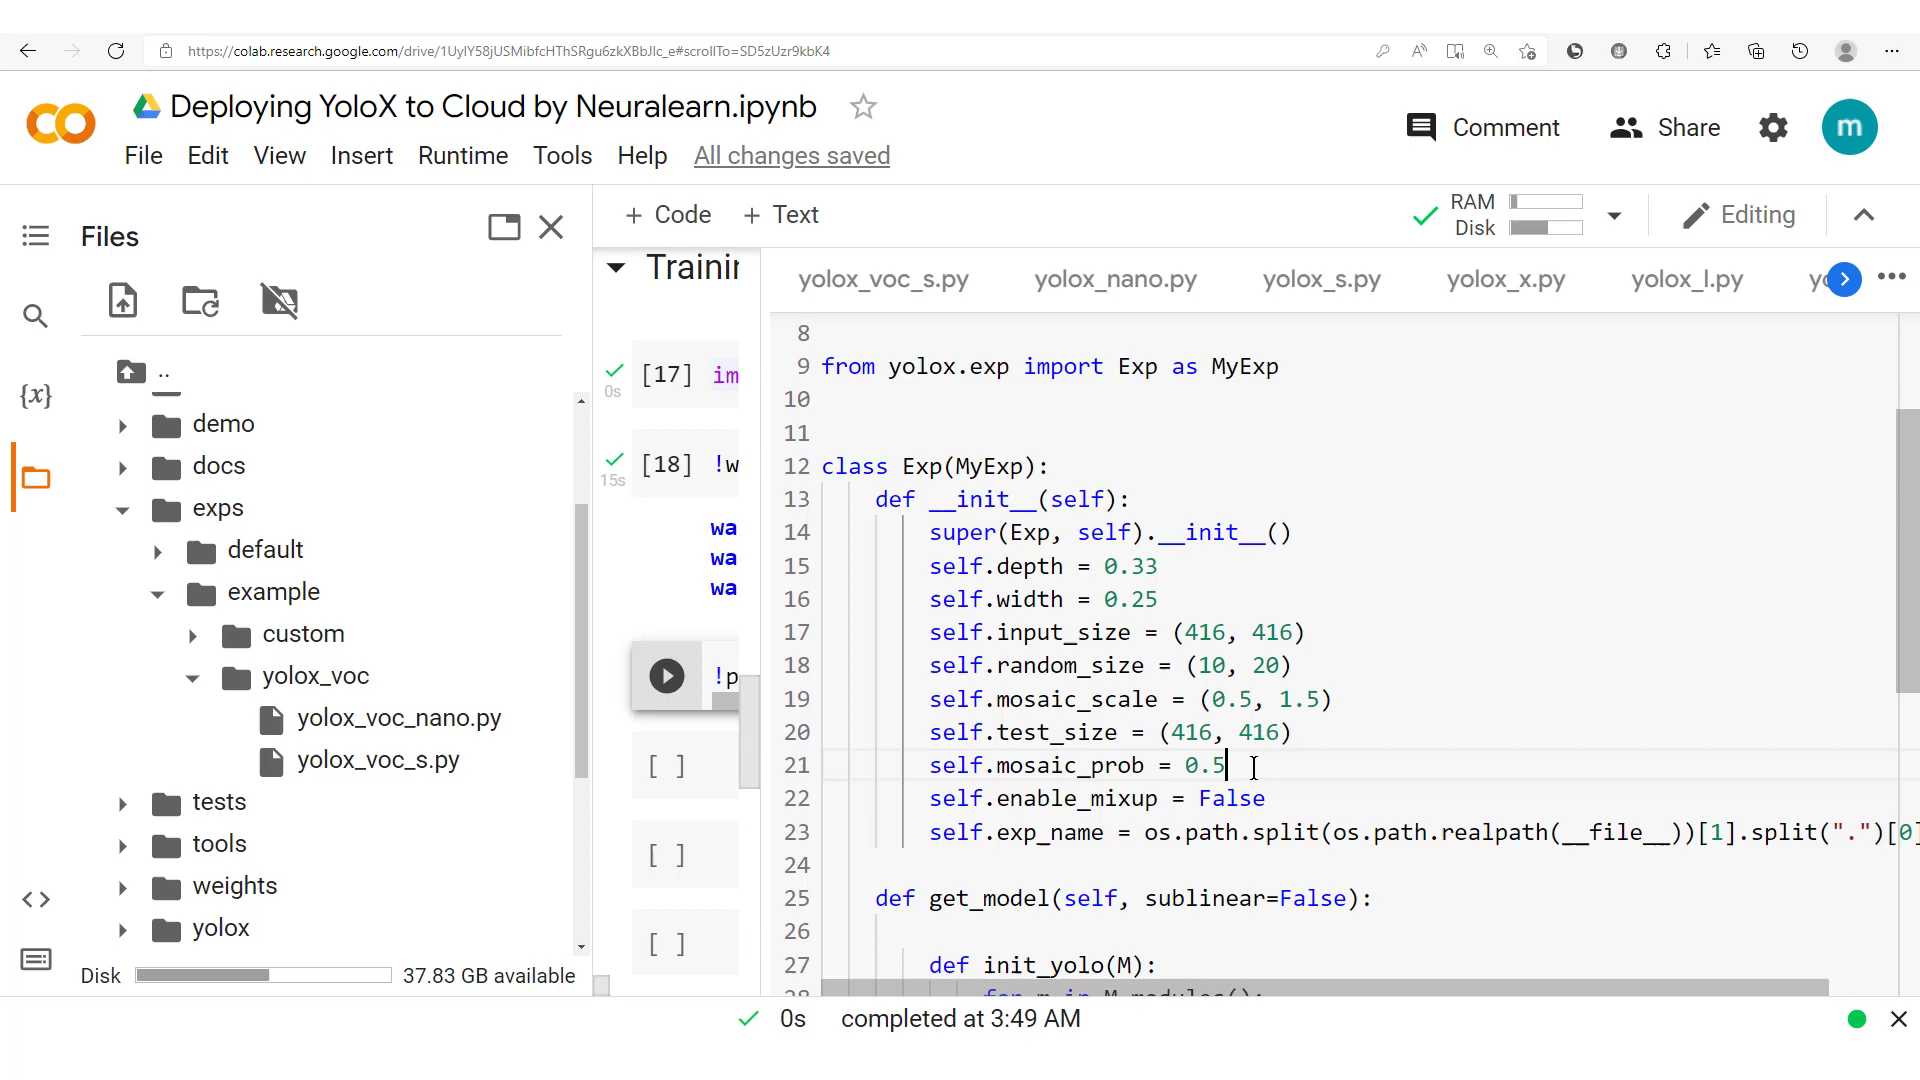 https://colab.research.google.com/drive/1UylY58jUSMibfcHThSRgu6zkXBbJlc_e#scrollTo=SD5zUzr9kbK4
Deploying YoloX to Cloud by Neuralearn.ipynb
File Edit View Insert Runtime Tools Help All changes saved
Comment Share m
+ Code + Text
RAM
Disk
Editing
Files
..
demo
docs
exps
default
example
custom
yolox_voc
yolox_voc_nano.py
yolox_voc_s.py
tests
tools
weights
yolox
Disk 37.83 GB available
{x}
Trainin
[17] im
0s
[18] !w
15s
wa
wa
wa
!p
[ ]
[ ]
[ ]
yolox_voc_s.py yolox_nano.py yolox_s.py yolox_x.py yolox_l.py
8
9 from yolox.exp import Exp as MyExp
10
11
12 class Exp(MyExp):
13 def __init__(self):
14 super(Exp, self).__init__()
15 self.depth = 0.33
16 self.width = 0.25
17 self.input_size = (416, 416)
18 self.random_size = (10, 20)
19 self.mosaic_scale = (0.5, 1.5)
20 self.test_size = (416, 416)
21 self.mosaic_prob = 0.5
22 self.enable_mixup = False
23 self.exp_name = os.path.split(os.path.realpath(__file__))[1].split(".")[0]
24
25 def get_model(self, sublinear=False):
26
27 def init_yolo(M):
28 for m in M.modules():
0s completed at 3:49 AM